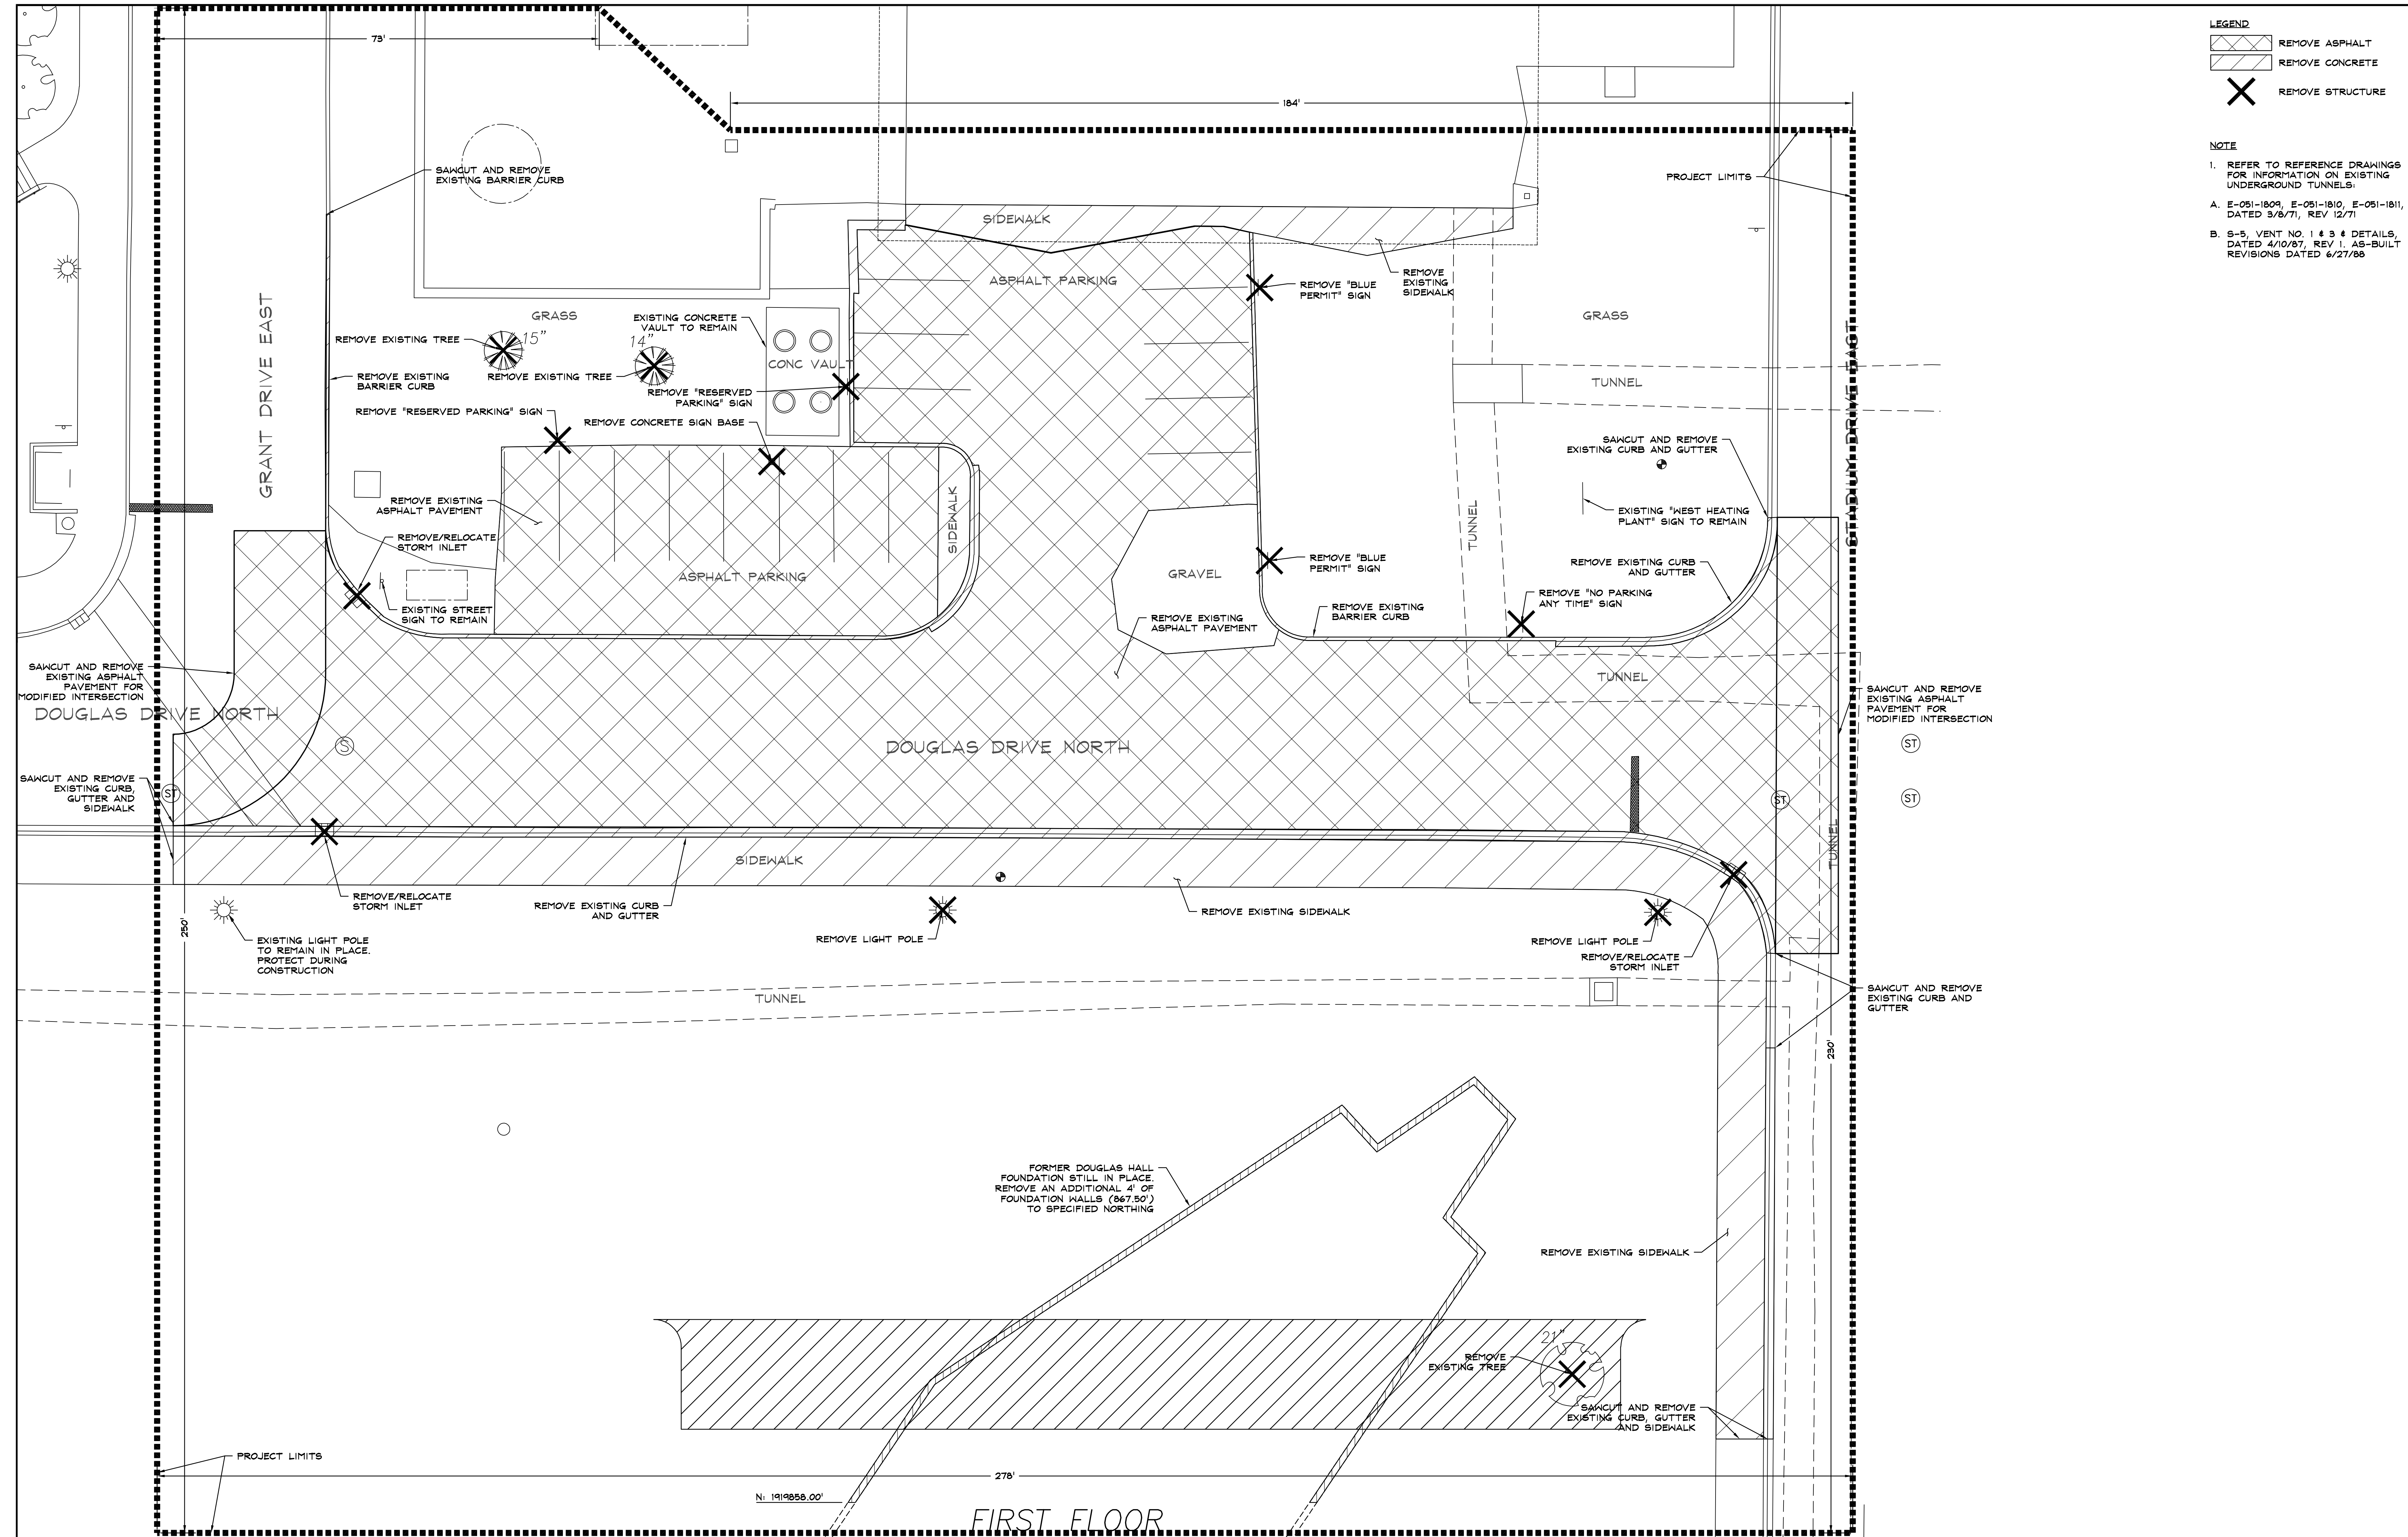 73'
184'
LEGEND
REMOVE ASPHALT
REMOVE CONCRETE
REMOVE STRUCTURE
NOTE
1. REFER TO REFERENCE DRAWINGS
FOR INFORMATION ON EXISTING
UNDERGROUND TUNNELS:
A. E-051-1809, E-051-1810, E-051-1811,
DATED 3/8/71, REV 12/71
B. S-5, VENT NO. 1 & 3 & DETAILS,
DATED 4/10/87, REV 1. AS-BUILT
REVISIONS DATED 6/27/88
SAWCUT AND REMOVE
EXISTING BARRIER CURB
PROJECT LIMITS
SIDEWALK
ASPHALT PARKING
REMOVE
EXISTING
SIDEWALK
REMOVE "BLUE
PERMIT" SIGN
GRASS
GRASS
EXISTING CONCRETE
VAULT TO REMAIN
REMOVE EXISTING TREE
15"
14"
CONC VAULT
REMOVE EXISTING TREE
REMOVE EXISTING
BARRIER CURB
REMOVE "RESERVED
PARKING" SIGN
REMOVE "RESERVED PARKING" SIGN
REMOVE CONCRETE SIGN BASE
GRANT DRIVE EAST
STADIUM DRIVE EAST
TUNNEL
SAWCUT AND REMOVE
EXISTING CURB AND GUTTER
REMOVE EXISTING
ASPHALT PAVEMENT
SIDEWALK
TUNNEL
EXISTING "WEST HEATING
PLANT" SIGN TO REMAIN
REMOVE/RELOCATE
STORM INLET
REMOVE "BLUE
PERMIT" SIGN
REMOVE EXISTING CURB
AND GUTTER
ASPHALT PARKING
GRAVEL
REMOVE "NO PARKING
ANY TIME" SIGN
EXISTING STREET
SIGN TO REMAIN
REMOVE EXISTING
BARRIER CURB
REMOVE EXISTING
ASPHALT PAVEMENT
SAWCUT AND REMOVE
EXISTING ASPHALT
PAVEMENT FOR
MODIFIED INTERSECTION
TUNNEL
SAWCUT AND REMOVE
EXISTING ASPHALT
PAVEMENT FOR
MODIFIED INTERSECTION
DOUGLAS DRIVE NORTH
S
DOUGLAS DRIVE NORTH
ST
SAWCUT AND REMOVE
EXISTING CURB,
GUTTER AND
SIDEWALK
ST
ST
ST
TUNNEL
SIDEWALK
REMOVE/RELOCATE
STORM INLET
REMOVE EXISTING CURB
AND GUTTER
REMOVE EXISTING SIDEWALK
250'
EXISTING LIGHT POLE
TO REMAIN IN PLACE.
PROTECT DURING
CONSTRUCTION
REMOVE LIGHT POLE
REMOVE LIGHT POLE
REMOVE/RELOCATE
STORM INLET
TUNNEL
SAWCUT AND REMOVE
EXISTING CURB AND
GUTTER
230'
FORMER DOUGLAS HALL
FOUNDATION STILL IN PLACE.
REMOVE AN ADDITIONAL 4' OF
FOUNDATION WALLS (867.50')
TO SPECIFIED NORTHING
REMOVE EXISTING SIDEWALK
21"
REMOVE
EXISTING TREE
SAWCUT AND REMOVE
EXISTING CURB, GUTTER
AND SIDEWALK
PROJECT LIMITS
278'
N: 1919858.00'
FIRST FLOOR